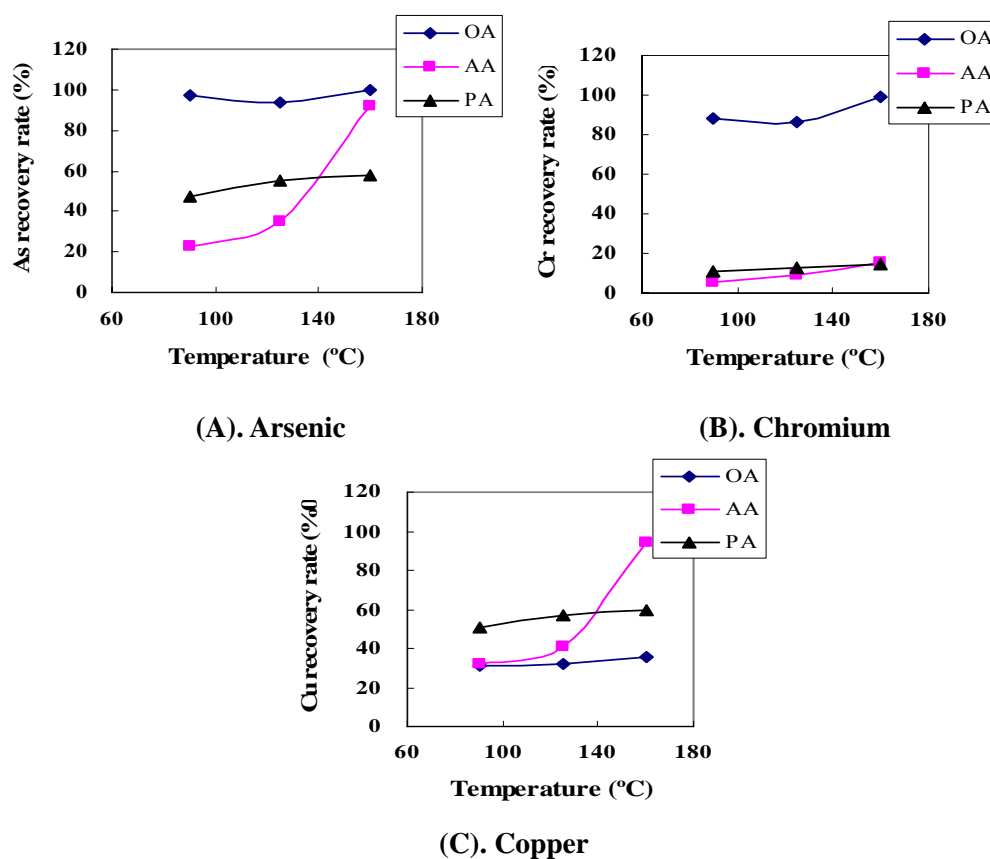 OA
AA
PA
As recovery rate (%)
120
100
80
60
40
20
0
60 100 140 180
Temperature (ºC)
(A). Arsenic
OA
AA
PA
Cr recovery rate (%)
120
100
80
60
40
20
0
60 100 140 180
Temperature (ºC)
(B). Chromium
OA
AA
PA
Cu recovery rate (%)
120
100
80
60
40
20
0
60 100 140 180
Temperature (ºC)
(C). Copper